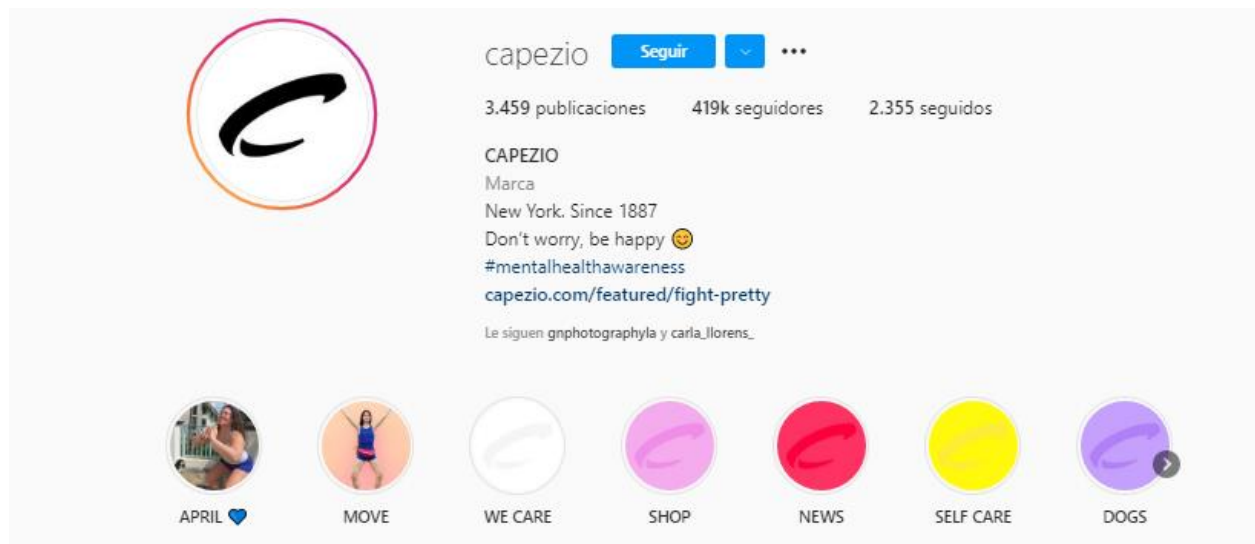 capezio Seguir
3.459 publicaciones 419k seguidores 2.355 seguidos
CAPEZIO
Marca
New York. Since 1887
Don't worry, be happy 😊
#mentalhealthawareness
capezio.com/featured/fight-pretty
Le siguen gnphotographyla y carla_llorens_
APRIL 💙 MOVE WE CARE SHOP NEWS SELF CARE DOGS